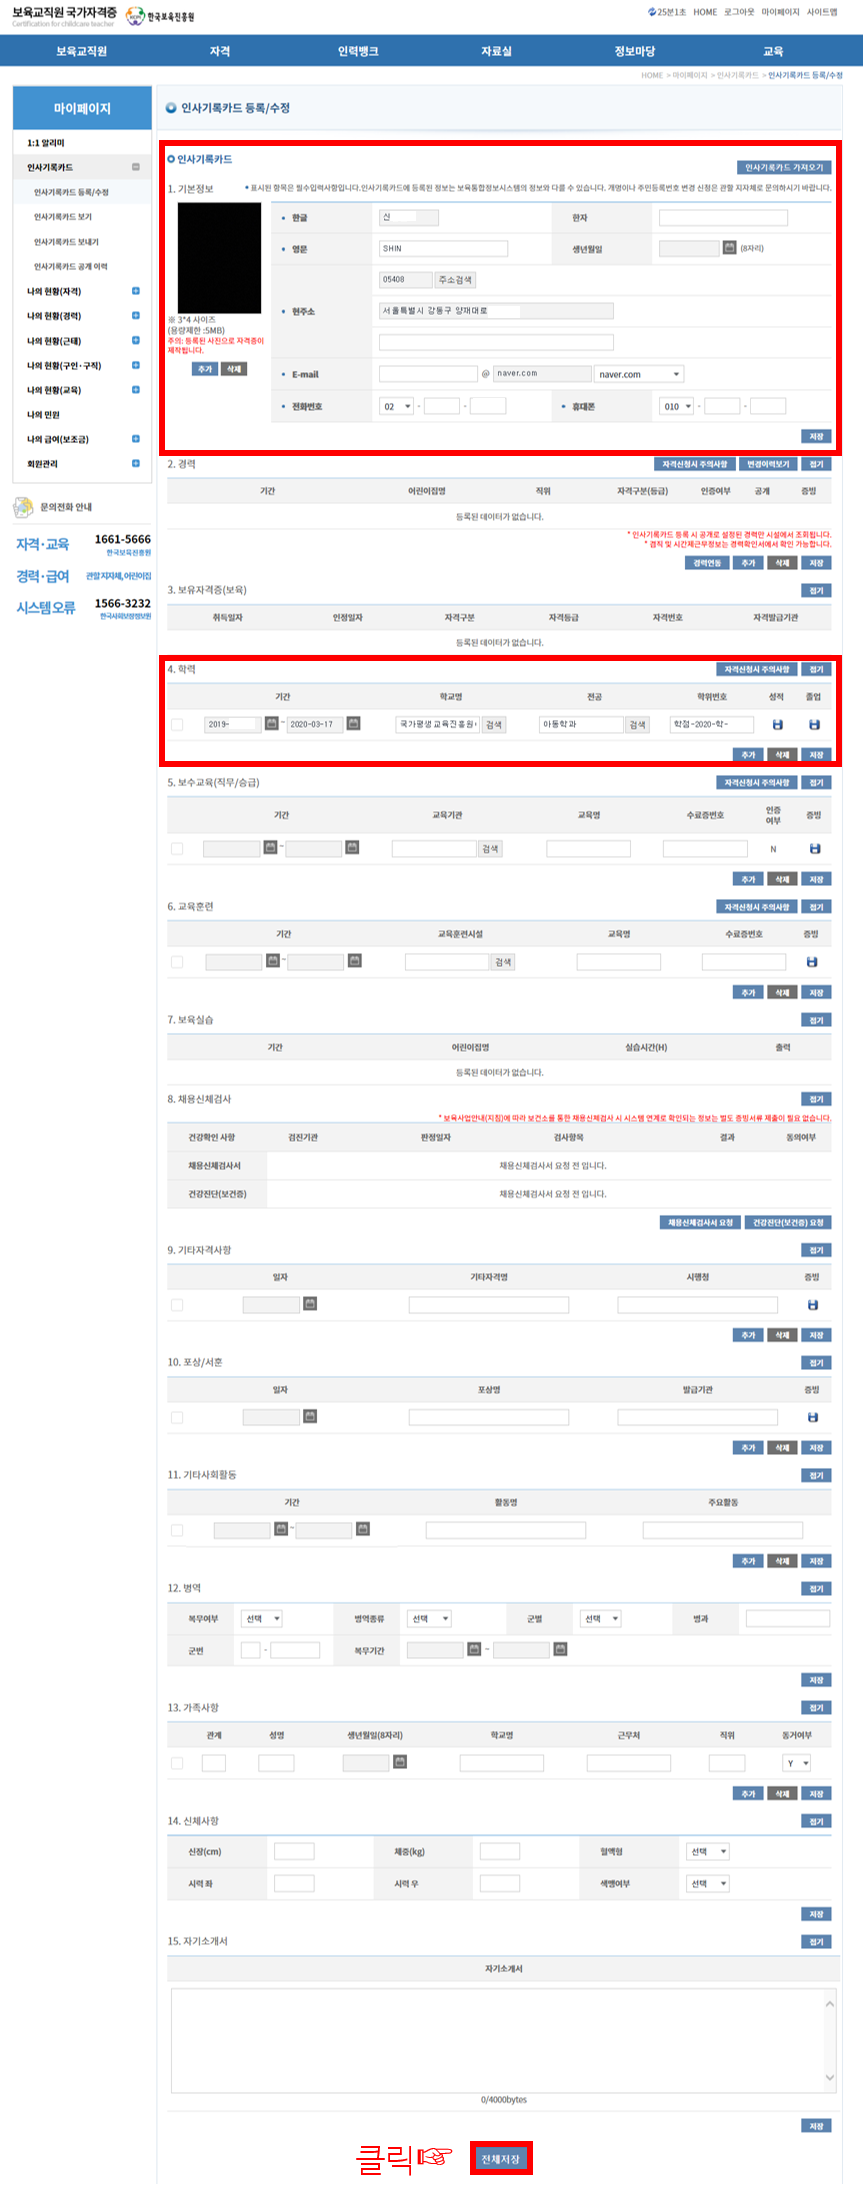 보육교직원 국가자격증
Certification for childcare teacher
KCPI 한국보육진흥원
25분1초 HOME 로그아웃 마이페이지 사이트맵
보육교직원 자격 인력뱅크 자료실 정보마당 교육
HOME > 마이페이지 > 인사기록카드 > 인사기록카드 등록/수정
마이페이지
1:1 알리미
인사기록카드
인사기록카드 등록/수정
인사기록카드 보기
인사기록카드 보내기
인사기록카드 공개 이력
나의 현황(자격)
나의 현황(경력)
나의 현황(근태)
나의 현황(구인·구직)
나의 현황(교육)
나의 민원
나의 급여(보조금)
회원관리
문의전화 안내
자격·교육 1661-5666
한국보육진흥원
경력·급여 관할 지자체, 어린이집
시스템 오류 1566-3232
한국사회보장정보원
인사기록카드 등록/수정
인사기록카드
인사기록카드 가져오기
1. 기본정보 • 표시된 항목은 필수입력사항입니다.인사기록카드에 등록된 정보는 보육통합정보시스템의 정보와 다를 수 있습니다. 개명이나 주민등록번호 변경 신청은 관할 지자체로 문의하시기 바랍니다.
※ 3*4 사이즈
(용량제한 :5MB)
주의: 등록된 사진으로 자격증이
제작됩니다.
추가 삭제
• 한글 신 한자
• 영문 SHIN 생년월일 (8자리)
• 현주소 05408 주소검색
서울특별시 강동구 양재대로
• E-mail @ naver.com naver.com
• 전화번호 02 - - • 휴대폰 010 - -
저장
2. 경력 자격신청시 주의사항 변경이력보기 접기
기간 어린이집명 직위 자격구분(등급) 인증여부 공개 증빙
등록된 데이터가 없습니다.
* 인사기록카드 등록 시 공개로 설정된 경력만 시설에서 조회됩니다.
* 겸직 및 시간제근무정보는 경력확인서에서 확인 가능합니다.
경력연동 추가 삭제 저장
3. 보유자격증(보육) 접기
취득일자 인정일자 자격구분 자격등급 자격번호 자격발급기관
등록된 데이터가 없습니다.
4. 학력 자격신청시 주의사항 접기
기간 학교명 전공 학위번호 성적 졸업
2019- ~ 2020-03-17 국가평생교육진흥원 검색 아동학과 검색 학점-2020-학-
추가 삭제 저장
5. 보수교육(직무/승급) 자격신청시 주의사항 접기
기간 교육기관 교육명 수료증번호 인증여부 증빙
~ 검색 N
추가 삭제 저장
6. 교육훈련 자격신청시 주의사항 접기
기간 교육훈련시설 교육명 수료증번호 증빙
~ 검색
추가 삭제 저장
7. 보육실습 접기
기간 어린이집명 실습시간(H) 출력
등록된 데이터가 없습니다.
8. 채용신체검사 접기
* 보육사업안내(지침)에 따라 보건소를 통한 채용신체검사 시 시스템 연계로 확인되는 정보는 별도 증빙서류 제출이 필요 없습니다.
건강확인 사항 검진기관 판정일자 검사항목 결과 동의여부
채용신체검사서 채용신체검사서 요청 전 입니다.
건강진단(보건증) 채용신체검사서 요청 전 입니다.
채용신체검사서 요청 건강진단(보건증) 요청
9. 기타자격사항 접기
일자 기타자격명 시행청 증빙
추가 삭제 저장
10. 포상/서훈 접기
일자 포상명 발급기관 증빙
추가 삭제 저장
11. 기타사회활동 접기
기간 활동명 주요활동
~
추가 삭제 저장
12. 병역 접기
복무여부 선택 병역종류 선택 군별 선택 병과
군번 - 복무기간 ~
저장
13. 가족사항 접기
관계 성명 생년월일(8자리) 학교명 근무처 직위 동거여부
Y
추가 삭제 저장
14. 신체사항 접기
신장(cm) 체중(kg) 혈액형 선택
시력 좌 시력 우 색맹여부 선택
저장
15. 자기소개서 접기
자기소개서
0/4000bytes
저장
클릭☞ 전체저장